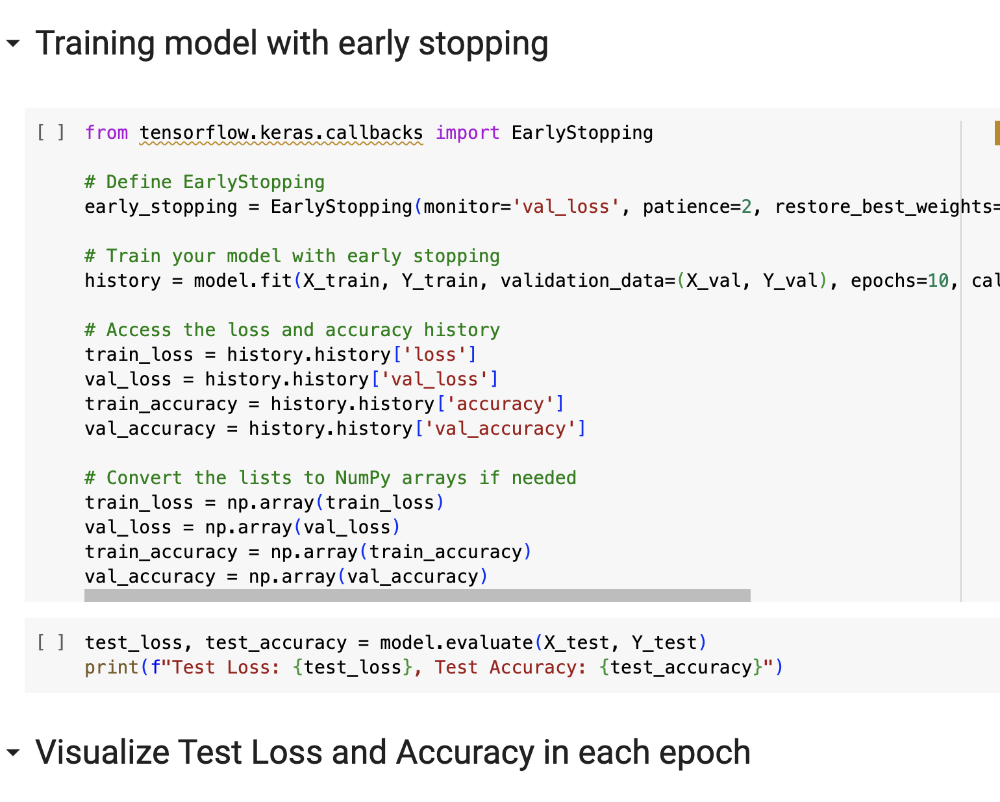 Training model with early stopping
[ ] from tensorflow.keras.callbacks import EarlyStopping
# Define EarlyStopping
early_stopping = EarlyStopping(monitor='val_loss', patience=2, restore_best_weights=
# Train your model with early stopping
history = model.fit(X_train, Y_train, validation_data=(X_val, Y_val), epochs=10, cal
# Access the loss and accuracy history
train_loss = history.history['loss']
val_loss = history.history['val_loss']
train_accuracy = history.history['accuracy']
val_accuracy = history.history['val_accuracy']
# Convert the lists to NumPy arrays if needed
train_loss = np.array(train_loss)
val_loss = np.array(val_loss)
train_accuracy = np.array(train_accuracy)
val_accuracy = np.array(val_accuracy)
[ ] test_loss, test_accuracy = model.evaluate(X_test, Y_test)
print(f"Test Loss: {test_loss}, Test Accuracy: {test_accuracy}")
Visualize Test Loss and Accuracy in each epoch